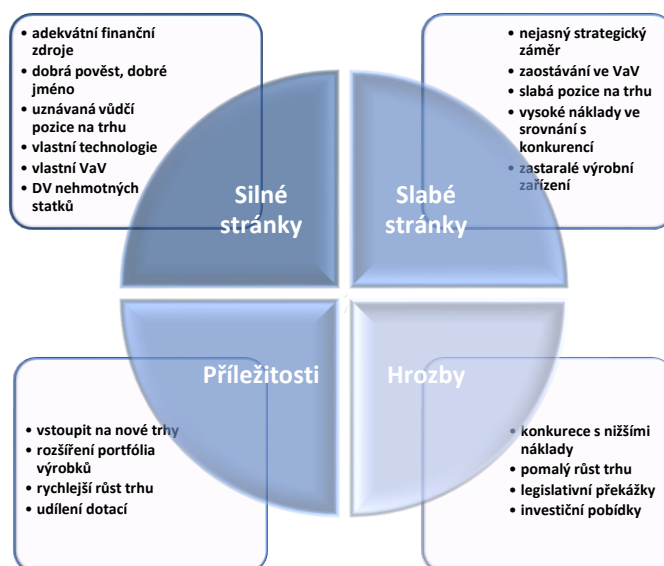 • adekvátní finanční
zdroje
• dobrá pověst, dobré
jméno
• uznávaná vůdčí
pozice na trhu
• vlastní technologie
• vlastní VaV
• DV nehmotných
statků
• nejasný strategický
záměr
• zaostávání ve VaV
• slabá pozice na trhu
• vysoké náklady ve
srovnání s
konkurencí
• zastaralé výrobní
zařízení
Silné
stránky
Slabé
stránky
Příležitosti
Hrozby
• vstoupit na nové trhy
• rozšíření portfólia
výrobků
• rychlejší růst trhu
• udílení dotací
• konkurece s nižšími
náklady
• pomalý růst trhu
• legislativní překážky
• investiční pobídky